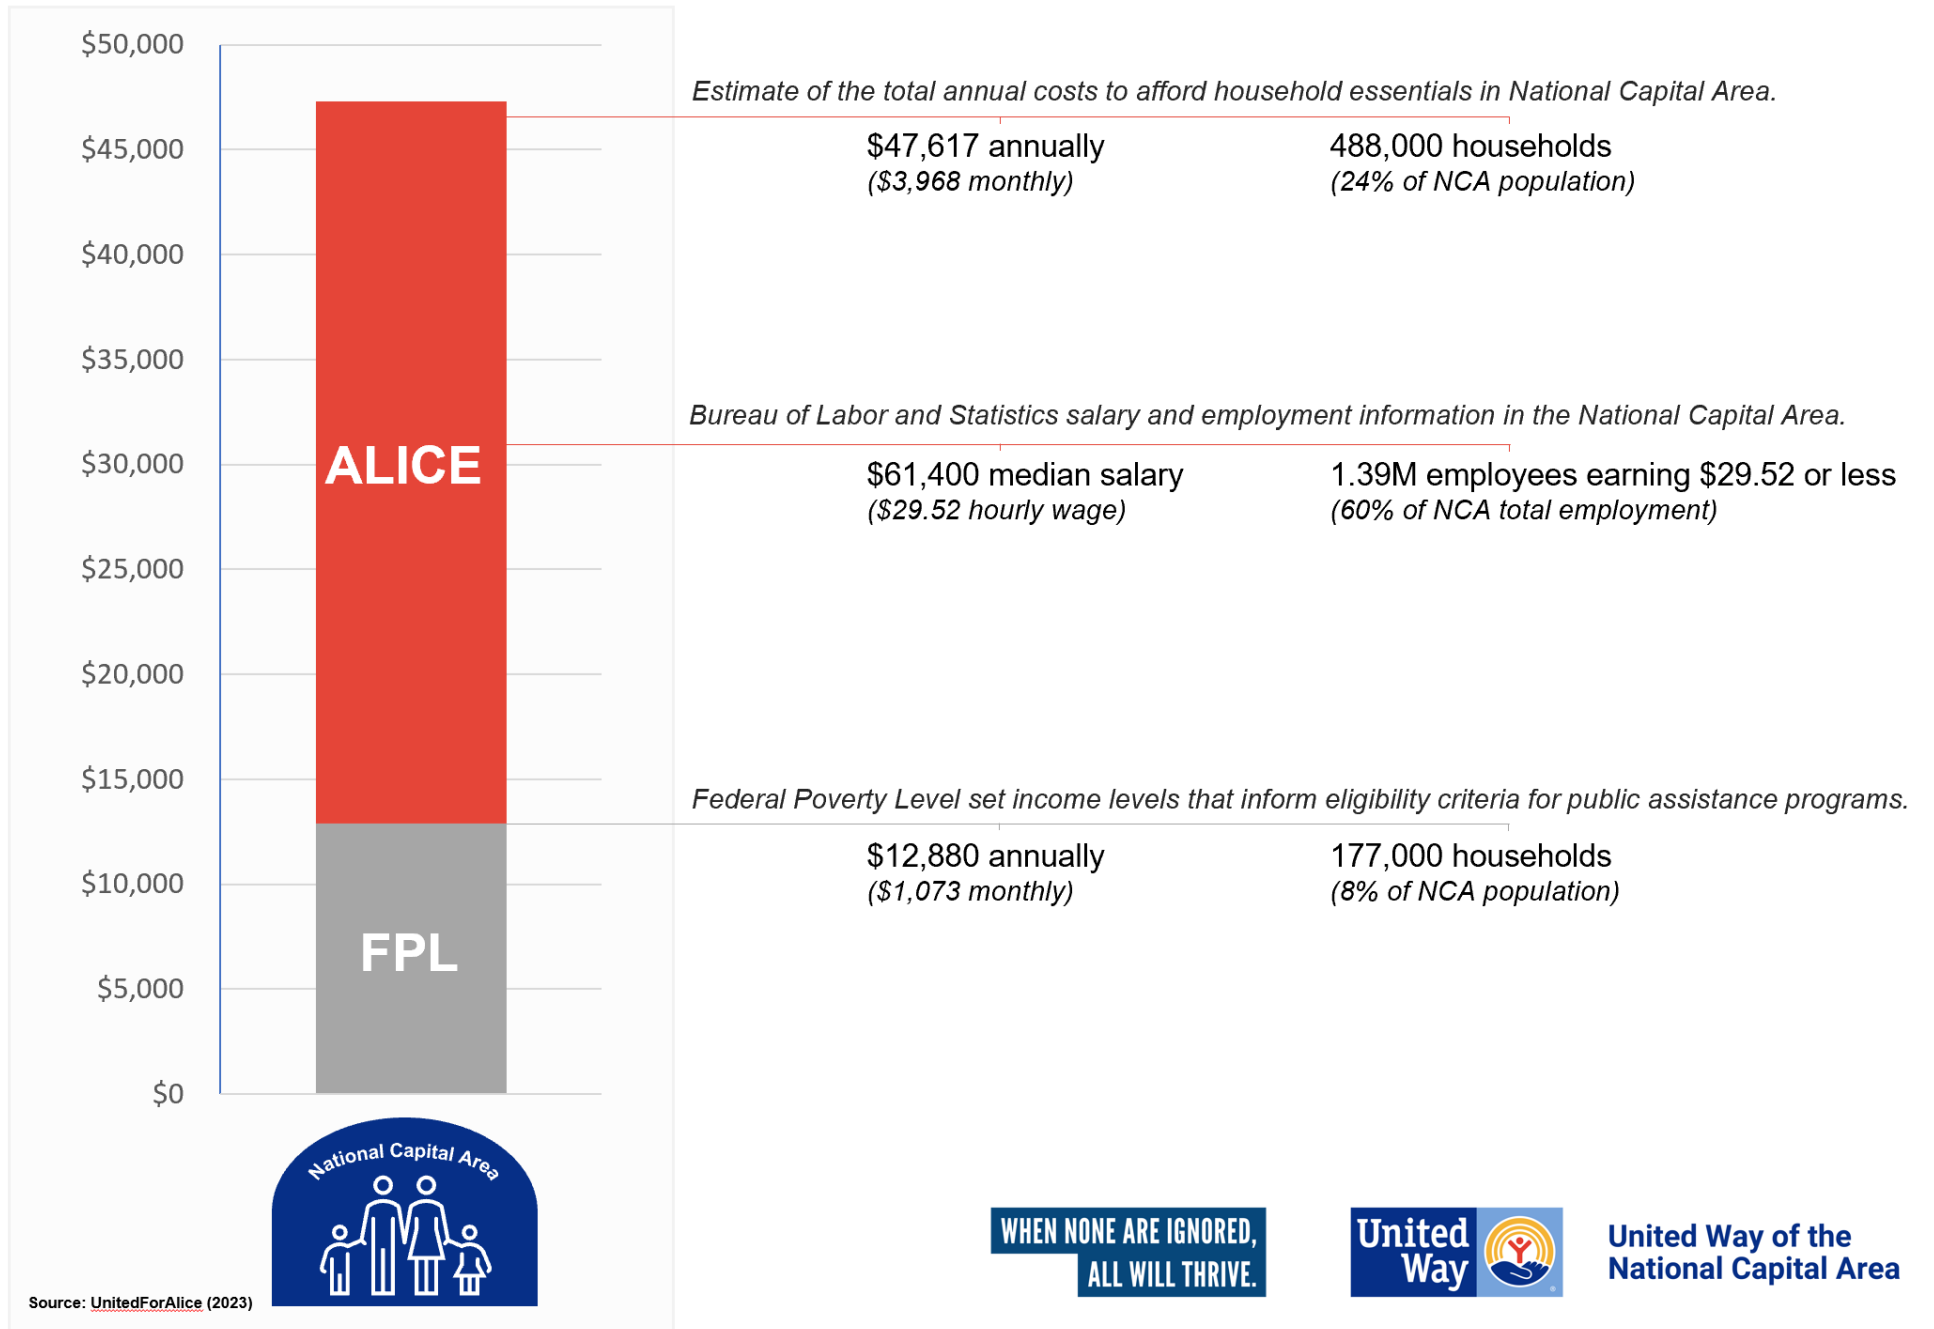 $50,000
$45,000
$40,000
$35,000
$30,000
$25,000
$20,000
$15,000
$10,000
$5,000
$0
ALICE
FPL
Estimate of the total annual costs to afford household essentials in National Capital Area.
$47,617 annually
($3,968 monthly)
488,000 households
(24% of NCA population)
Bureau of Labor and Statistics salary and employment information in the National Capital Area.
$61,400 median salary
($29.52 hourly wage)
1.39M employees earning $29.52 or less
(60% of NCA total employment)
Federal Poverty Level set income levels that inform eligibility criteria for public assistance programs.
$12,880 annually
($1,073 monthly)
177,000 households
(8% of NCA population)
National Capital Area
Source: UnitedForAlice (2023)
WHEN NONE ARE IGNORED,
ALL WILL THRIVE.
United
Way
®
United Way of the
National Capital Area